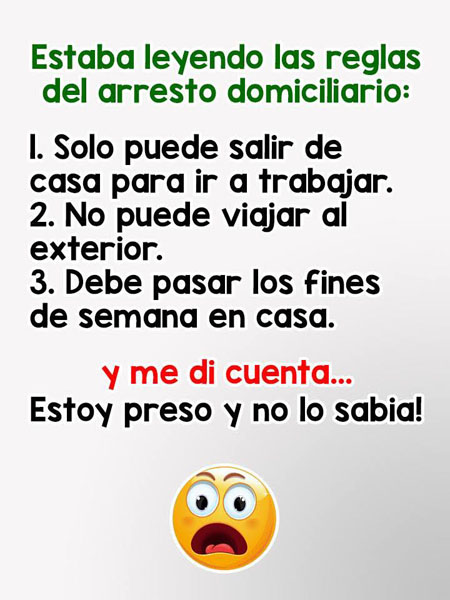 Estaba leyendo las reglas
del arresto domiciliario:
1. Solo puede salir de
casa para ir a trabajar.
2. No puede viajar al
exterior.
3. Debe pasar los fines
de semana en casa.
y me di cuenta...
Estoy preso y no lo sabia!